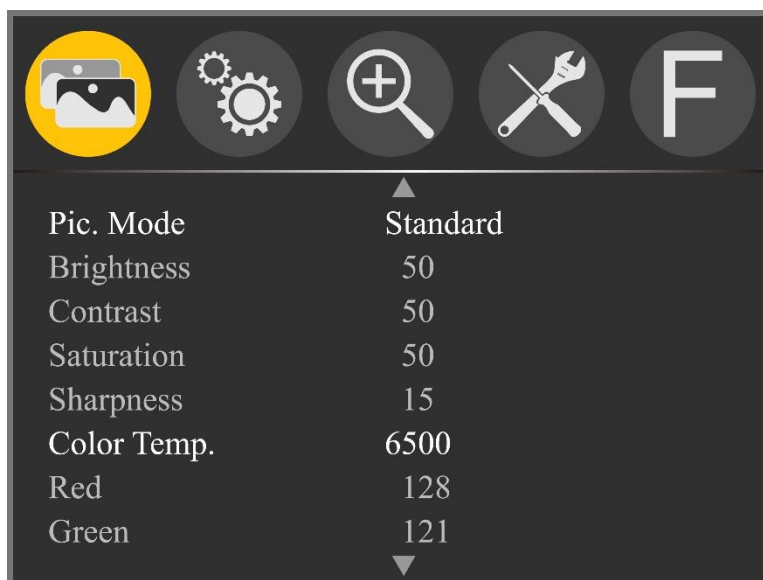 F
Pic. Mode Standard
Brightness 50
Contrast 50
Saturation 50
Sharpness 15
Color Temp. 6500
Red 128
Green 121